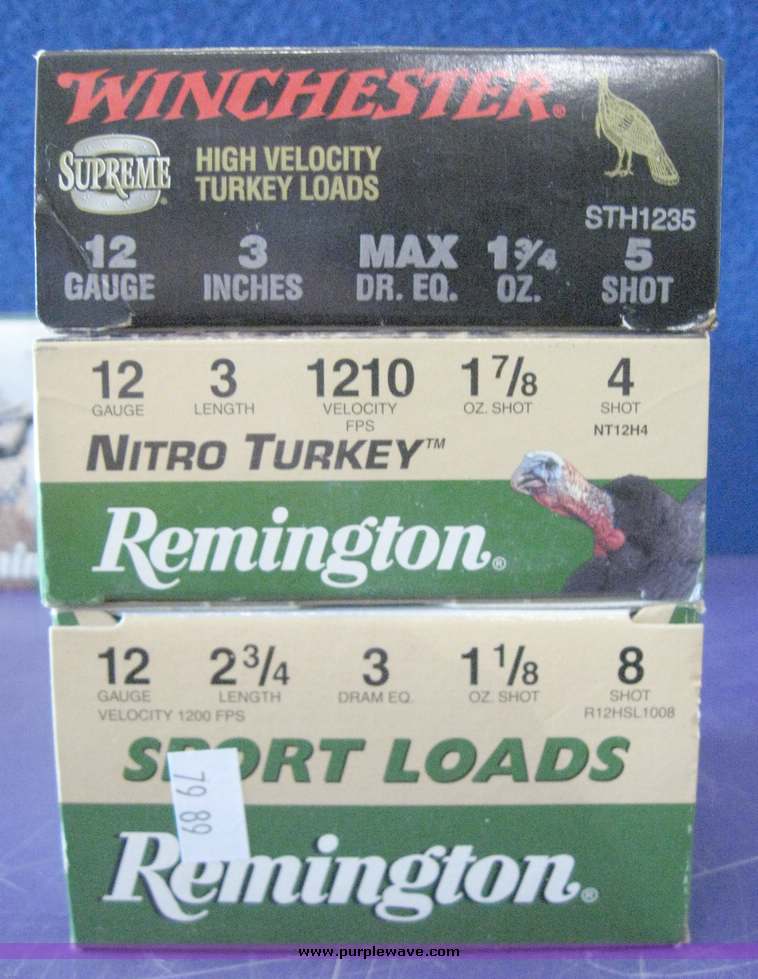 WINCHESTER®
SUPREME®
HIGH VELOCITY
TURKEY LOADS
STH1235
12 3 MAX 1 3/4 5
GAUGE INCHES DR. EQ. OZ. SHOT
12 3 1210 1 7/8 4
GAUGE LENGTH VELOCITY FPS OZ. SHOT SHOT
NT12H4
NITRO TURKEY™
Remington®
12 2 3/4 3 1 1/8 8
GAUGE LENGTH DRAM EQ. OZ. SHOT SHOT
VELOCITY 1200 FPS R12HSL1008
SPORT LOADS
79 89
Remington®
www.purplewave.com